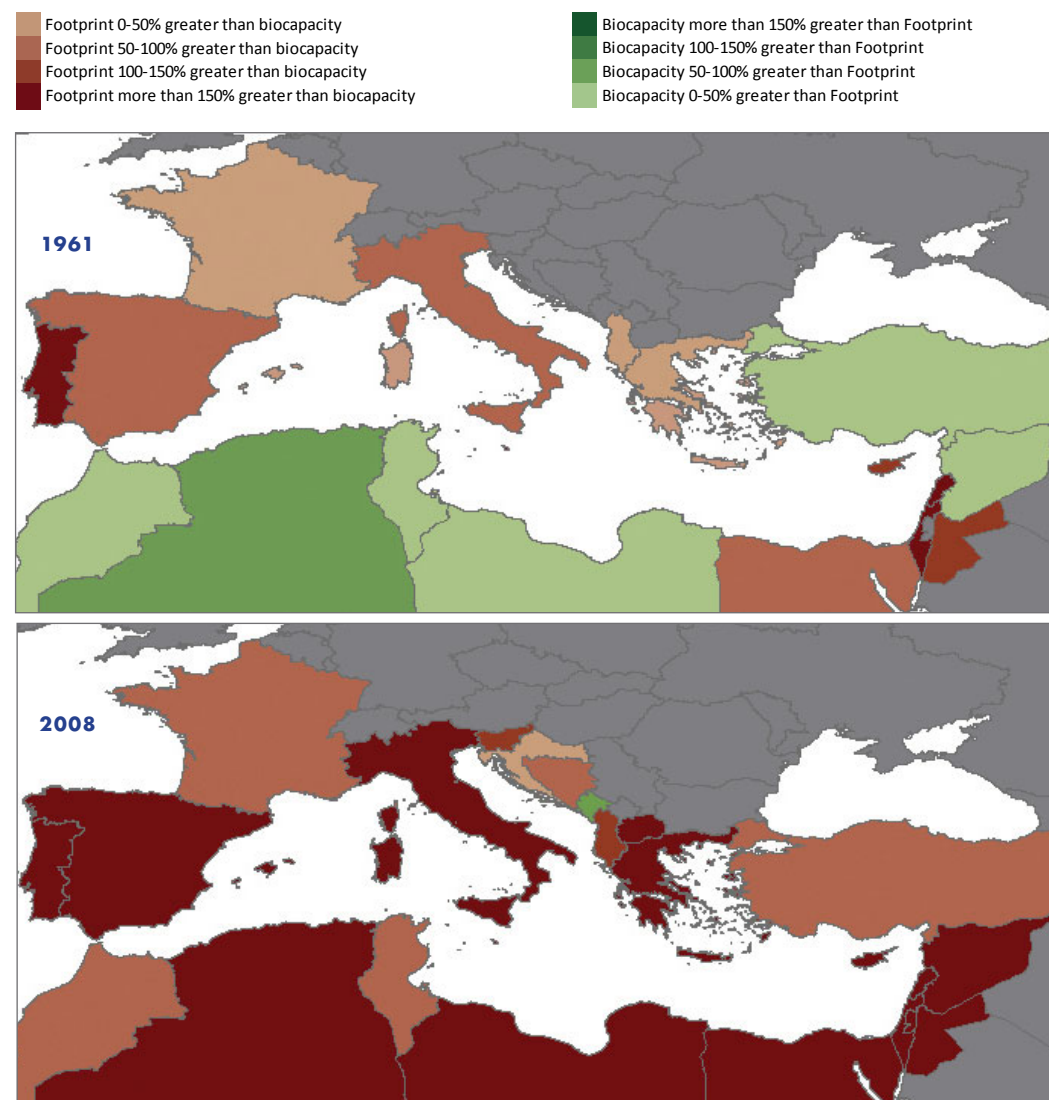 Footprint 0-50% greater than biocapacity
Footprint 50-100% greater than biocapacity
Footprint 100-150% greater than biocapacity
Footprint more than 150% greater than biocapacity
Biocapacity more than 150% greater than Footprint
Biocapacity 100-150% greater than Footprint
Biocapacity 50-100% greater than Footprint
Biocapacity 0-50% greater than Footprint
1961
2008